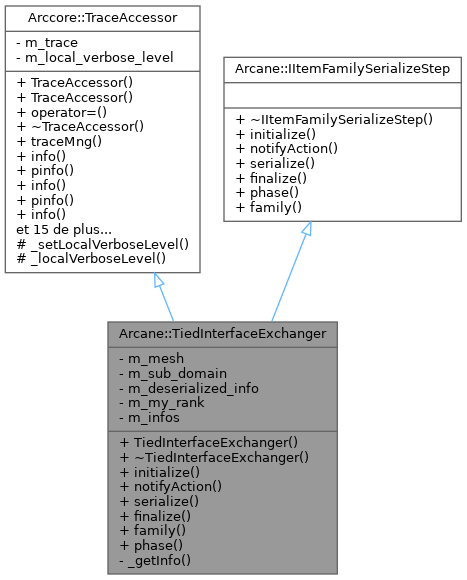 Arccore::TraceAccessor
- m_trace
- m_local_verbose_level
+ TraceAccessor()
+ TraceAccessor()
+ operator=()
+ ~TraceAccessor()
+ traceMng()
+ info()
+ pinfo()
+ info()
+ pinfo()
+ info()
et 15 de plus...
# _setLocalVerboseLevel()
# _localVerboseLevel()
Arcane::IItemFamilySerializeStep
+ ~IItemFamilySerializeStep()
+ initialize()
+ notifyAction()
+ serialize()
+ finalize()
+ phase()
+ family()
Arcane::TiedInterfaceExchanger
- m_mesh
- m_sub_domain
- m_deserialized_info
- m_my_rank
- m_infos
+ TiedInterfaceExchanger()
+ ~TiedInterfaceExchanger()
+ initialize()
+ notifyAction()
+ serialize()
+ finalize()
+ family()
+ phase()
- _getInfo()